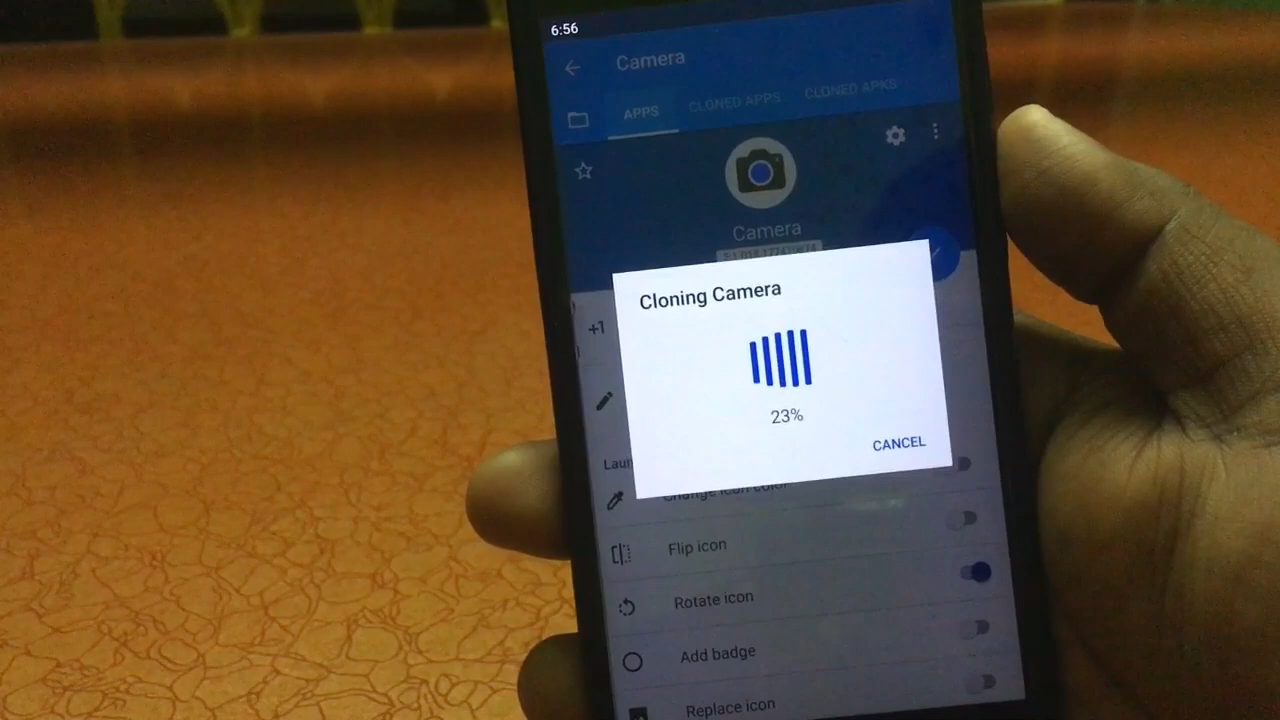 6:56
Camera
APPS
CLONED APPS
CLONED APKS
Camera
Cloning Camera
+1
23%
CANCEL
Laun
Change icon color
Flip icon
Rotate icon
Add badge
Replace icon